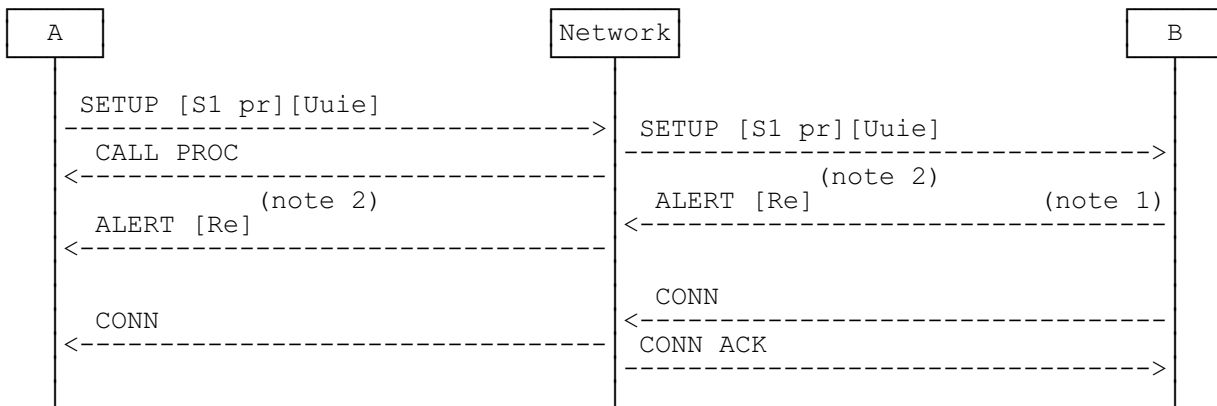 A Network B
SETUP [S1 pr][Uuie]
SETUP [S1 pr][Uuie]
CALL PROC
(note 2)
(note 2)
ALERT [Re] (note 1)
ALERT [Re]
CONN
CONN
CONN ACK